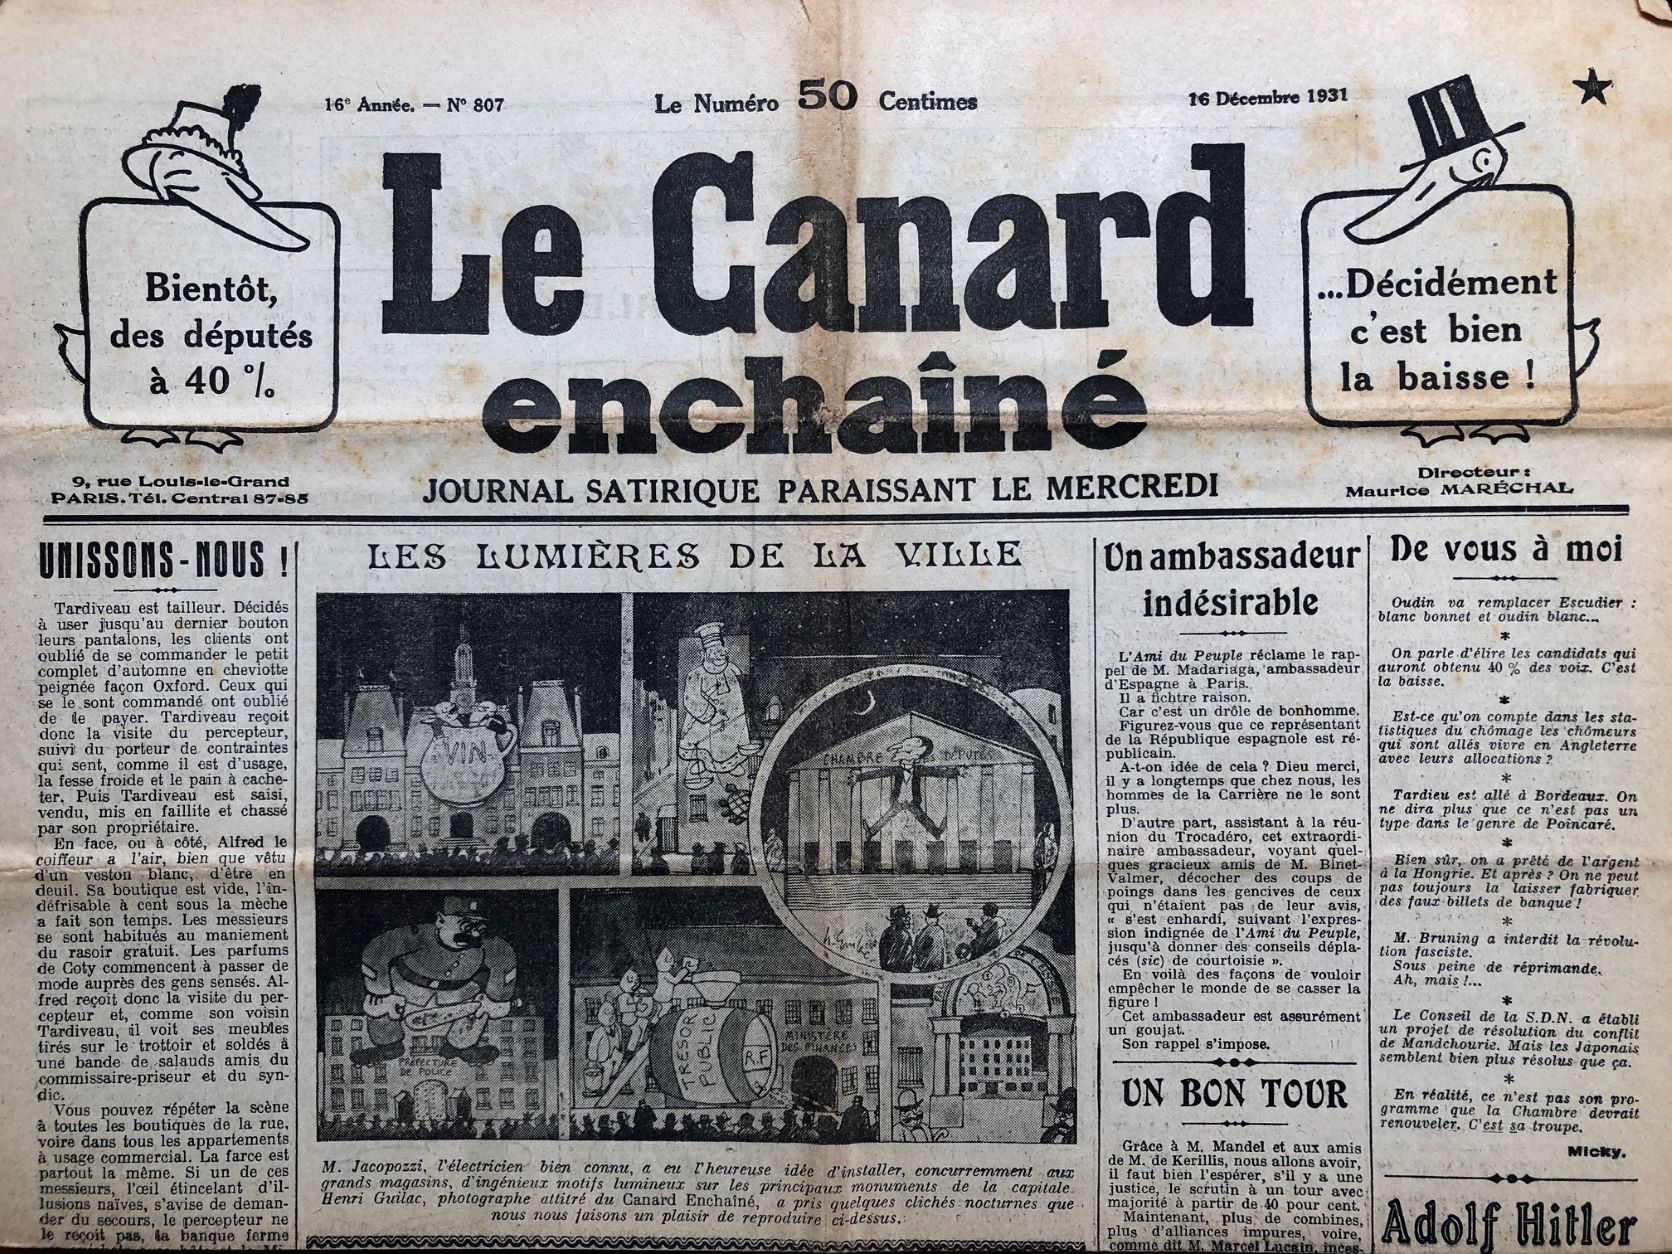 16e Année. — N° 807
Le Numéro 50 Centimes
16 Décembre 1931
Bientôt,
des députés
à 40 %
Le Canard
enchaîné
...Décidément
c'est bien
la baisse !
9, rue Louis-le-Grand
PARIS. Tél. Central 87-85
JOURNAL SATIRIQUE PARAISSANT LE MERCREDI
Directeur :
Maurice MARÉCHAL
UNISSONS-NOUS !
Tardiveau est tailleur. Décidés
à user jusqu'au dernier bouton
leurs pantalons, les clients ont
oublié de se commander le petit
complet d'automne en cheviotte
peignée façon Oxford. Ceux qui
se le sont commandé ont oublié
de le payer. Tardiveau reçoit
donc la visite du percepteur,
suivi du porteur de contraintes
qui sent, comme il est d'usage,
la fesse froide et le pain à cache-
ter. Puis Tardiveau est saisi,
vendu, mis en faillite et chassé
par son propriétaire.
En face, ou à côté, Alfred le
coiffeur a l'air, bien que vêtu
d'un veston blanc, d'être en
deuil. Sa boutique est vide, l'in-
défrisable à cent sous la mèche
a fait son temps. Les messieurs
se sont habitués au maniement
du rasoir gratuit. Les parfums
de Coty commencent à passer de
mode auprès des gens sensés. Al-
fred reçoit donc la visite du per-
cepteur et, comme son voisin
Tardiveau, il voit ses meubles
tirés sur le trottoir et soldés à
une bande de salauds amis du
commissaire-priseur et du syn-
dic.
Vous pouvez répéter la scène
à toutes les boutiques de la rue,
voire dans tous les appartements
à usage commercial. La farce est
partout la même. Si un de ces
messieurs, l'œil étincelant d'il-
lusions naïves, s'avise de deman-
der du secours, le percepteur ne
le reçoit pas, la banque ferme
LES LUMIÈRES DE LA VILLE
VIN
CHAMBRE DES DÉPUTÉS
h. Guilac
PRÉFECTURE
DE POLICE
TRESOR
PUBLIC
R.F
MINISTÈRE
DES FINANCES
M. Jacopozzi, l'électricien bien connu, a eu l'heureuse idée d'installer, concurremment aux
grands magasins, d'ingénieux motifs lumineux sur les principaux monuments de la capitale.
Henri Guilac, photographe attitré du Canard Enchaîné, a pris quelques clichés nocturnes que
nous nous faisons un plaisir de reproduire ci-dessus.
Un ambassadeur
indésirable
L'Ami du Peuple réclame le rap-
pel de M. Madariaga, ambassadeur
d'Espagne à Paris.
Il a fichtre raison.
Car c'est un drôle de bonhomme.
Figurez-vous que ce représentant
de la République espagnole est ré-
publicain.
A-t-on idée de cela ? Dieu merci,
il y a longtemps que chez nous, les
hommes de la Carrière ne le sont
plus.
D'autre part, assistant à la réu-
nion du Trocadéro, cet extraordi-
naire ambassadeur, voyant quel-
ques gracieux amis de M. Binet-
Valmer, décocher des coups de
poings dans les gencives de ceux
qui n'étaient pas de leur avis,
« s'est enhardi, suivant l'expres-
sion indignée de l'Ami du Peuple,
jusqu'à donner des conseils dépla-
cés (sic) de courtoisie ».
En voilà des façons de vouloir
empêcher le monde de se casser la
figure !
Cet ambassadeur est assurément
un goujat.
Son rappel s'impose.
UN BON TOUR
Grâce à M. Mandel et aux amis
de M. de Kerillis, nous allons avoir,
il faut bien l'espérer, s'il y a une
justice, le scrutin à un tour avec
majorité à partir de 40 pour cent.
Maintenant, plus de combines,
plus d'alliances impures, voire,
comme dit M. Marcel Lucain, inces-
De vous à moi
Oudin va remplacer Escudier :
blanc bonnet et oudin blanc...
*
On parle d'élire les candidats qui
auront obtenu 40 % des voix. C'est
la baisse.
*
Est-ce qu'on compte dans les sta-
tistiques du chômage les chômeurs
qui sont allés vivre en Angleterre
avec leurs allocations ?
*
Tardieu est allé à Bordeaux. On
ne dira plus que ce n'est pas un
type dans le genre de Poincaré.
*
Bien sûr, on a prêté de l'argent
à la Hongrie. Et après ? On ne peut
pas toujours la laisser fabriquer
des faux billets de banque !
*
M. Bruning a interdit la révolu-
tion fasciste.
Sous peine de réprimande.
Ah, mais !...
*
Le Conseil de la S.D.N. a établi
un projet de résolution du conflit
de Mandchourie. Mais les Japonais
semblent bien plus résolus que ça.
*
En réalité, ce n'est pas son pro-
gramme que la Chambre devrait
renouveler. C'est sa troupe.
Micky.
Adolf Hitler